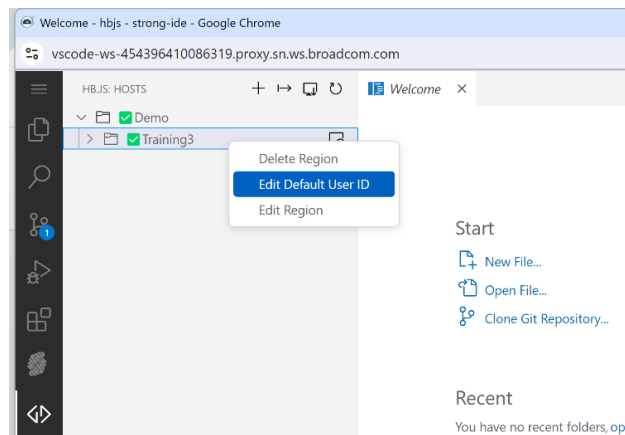 Welcome - hbjs - strong-ide - Google Chrome
vscode-ws-454396410086319.proxy.sn.ws.broadcom.com
HBJS: HOSTS
Welcome
Demo
Training3
Delete Region
Edit Default User ID
Edit Region
1
Start
New File...
Open File...
Clone Git Repository...
Recent
You have no recent folders, op